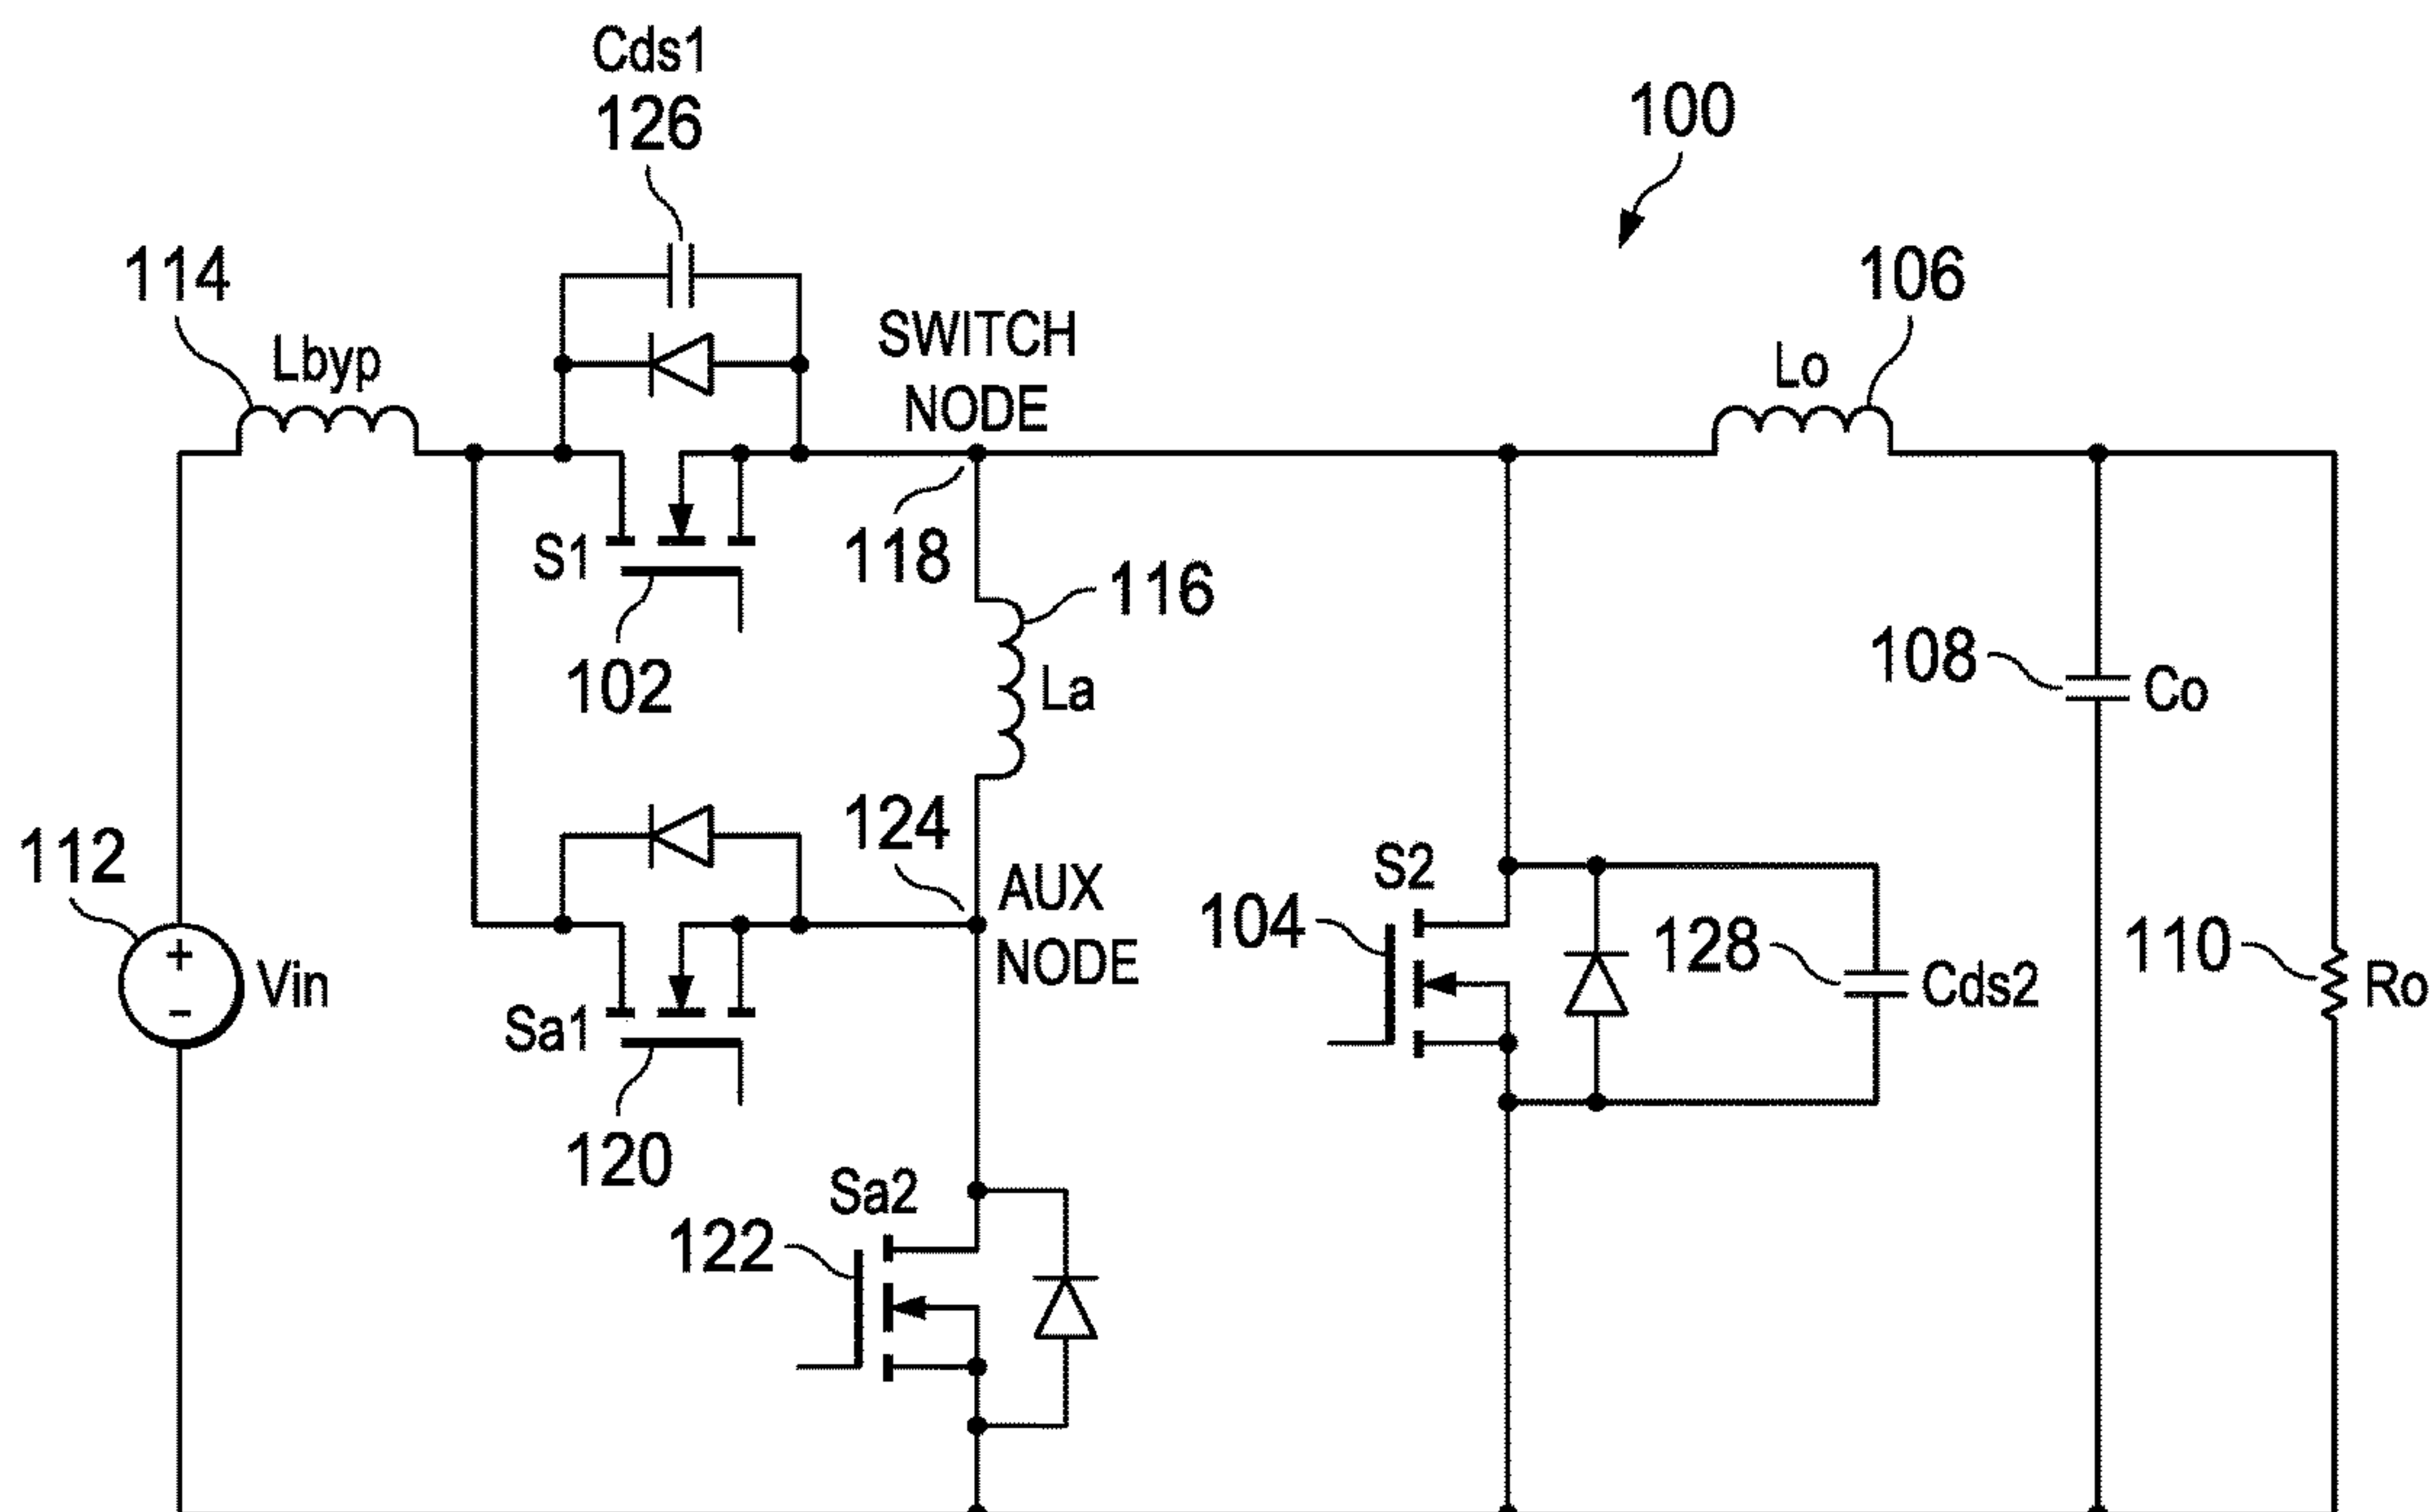 Cds1
126
100
114
106
Lbyp
SWITCH
NODE
Lo
S1
118
116
102
La
108
Co
124
112
AUX
NODE
S2
104
128
110
Vin
Sa1
Cds2
Ro
120
Sa2
122
+
-